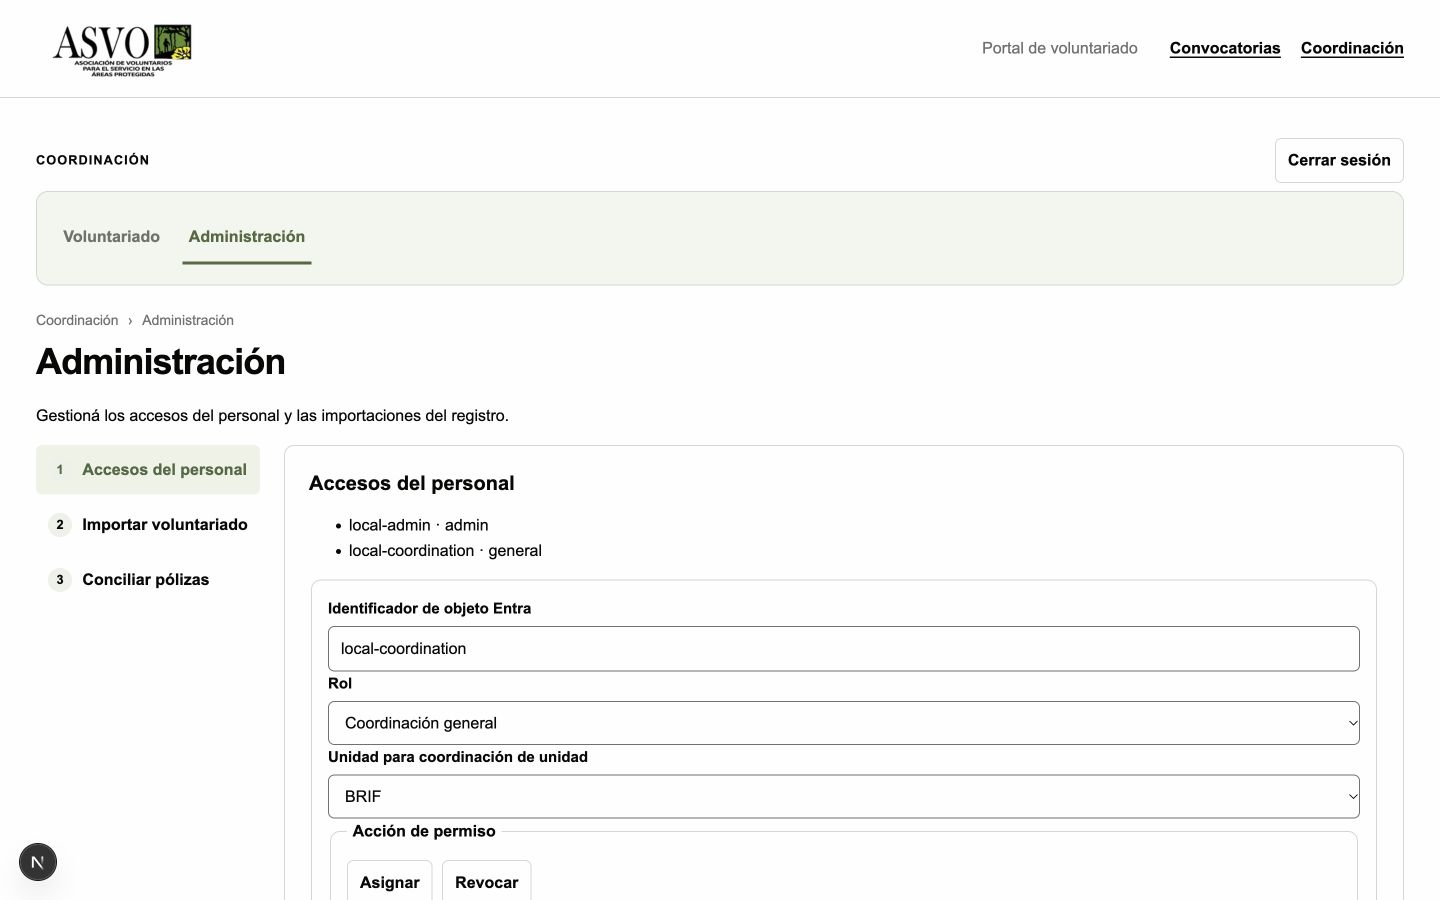 ASVO
ASOCIACIÓN DE VOLUNTARIOS
PARA EL SERVICIO EN LAS
ÁREAS PROTEGIDAS
Portal de voluntariado
Convocatorias
Coordinación
COORDINACIÓN
Cerrar sesión
Voluntariado
Administración
Coordinación › Administración
Administración
Gestioná los accesos del personal y las importaciones del registro.
1 Accesos del personal
2 Importar voluntariado
3 Conciliar pólizas
Accesos del personal
• local-admin · admin
• local-coordination · general
Identificador de objeto Entra
local-coordination
Rol
Coordinación general
Unidad para coordinación de unidad
BRIF
Acción de permiso
Asignar
Revocar
N